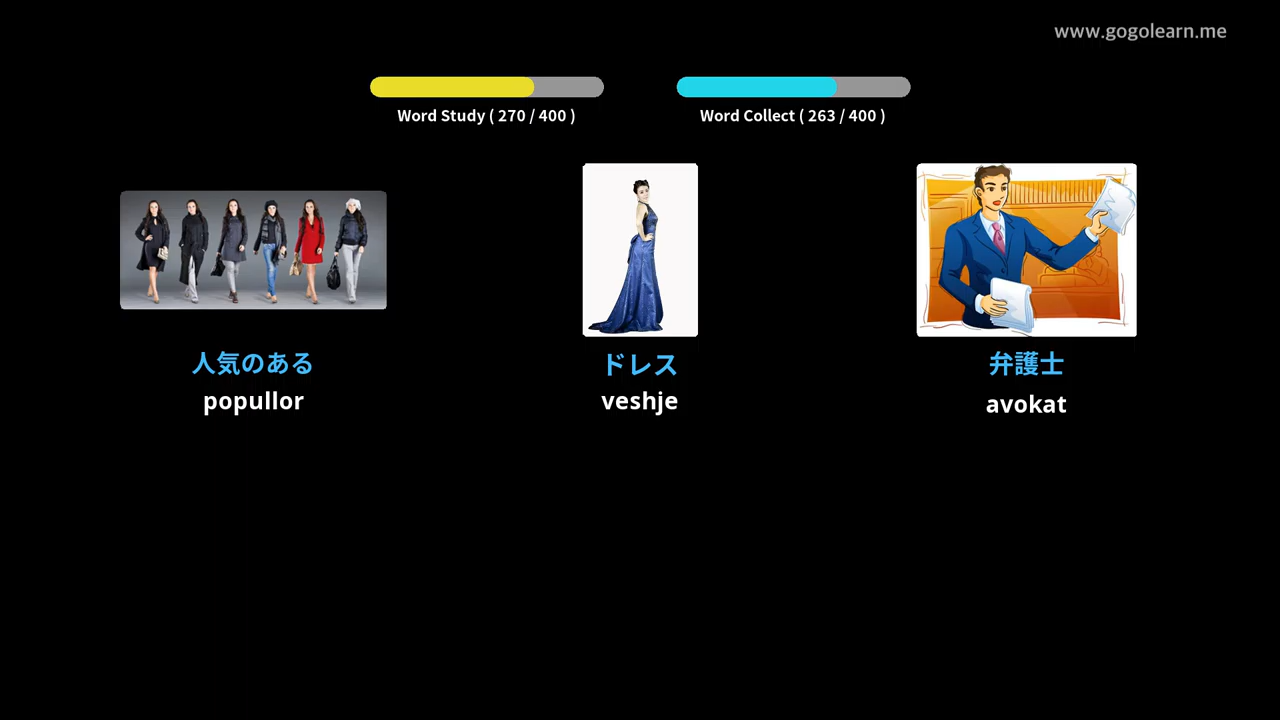 www.gogolearn.me
Word Study ( 270 / 400 )
Word Collect ( 263 / 400 )
人気のある
popullor
ドレス
veshje
弁護士
avokat